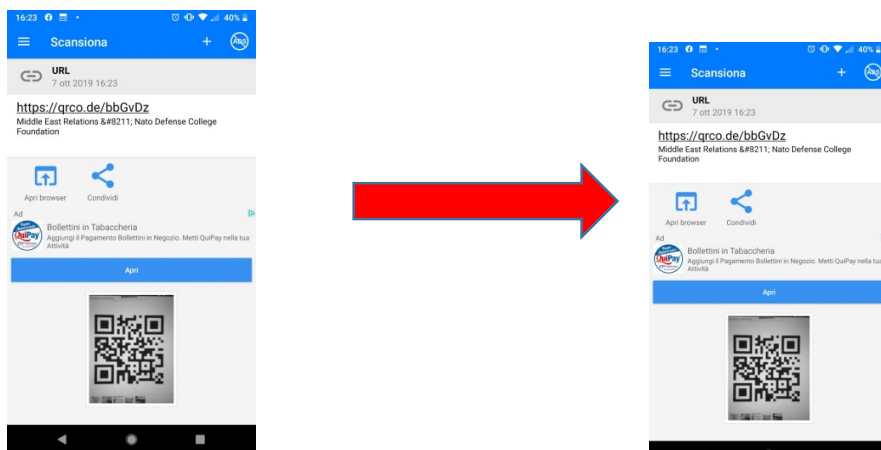 16:23
40%
Scansiona
+
URL
7 ott 2019 16:23
https://qrco.de/bbGvDz
Middle East Relations &#8211; Nato Defense College
Foundation
Apri browser
Condividi
Ad
QuiPay
Bollettini in Tabaccheria
Aggiungi il Pagamento Bollettini in Negozio. Metti QuiPay nella tua
Attività
Apri
16:23
40%
Scansiona
+
URL
7 ott 2019 16:23
https://qrco.de/bbGvDz
Middle East Relations &#8211; Nato Defense College
Foundation
Apri browser
Condividi
Ad
QuiPay
Bollettini in Tabaccheria
Aggiungi il Pagamento Bollettini in Negozio. Metti QuiPay nella tua
Attività
Apri